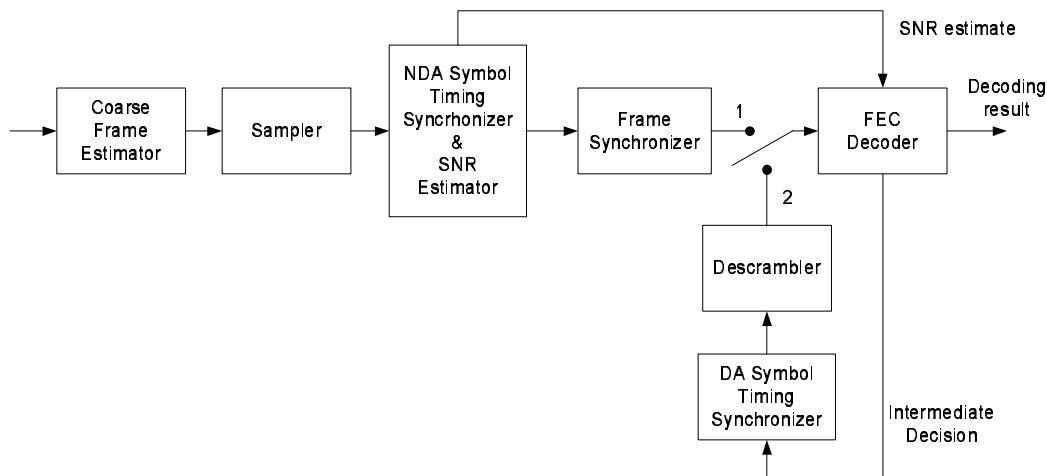 SNR estimate
NDA Symbol
Timing
Syncrhonizer
&
SNR
Estimator
Coarse
Frame
Estimator
Sampler
Frame
Synchronizer
1
FEC
Decoder
Decoding
result
2
Descrambler
DA Symbol
Timing
Synchronizer
Intermediate
Decision